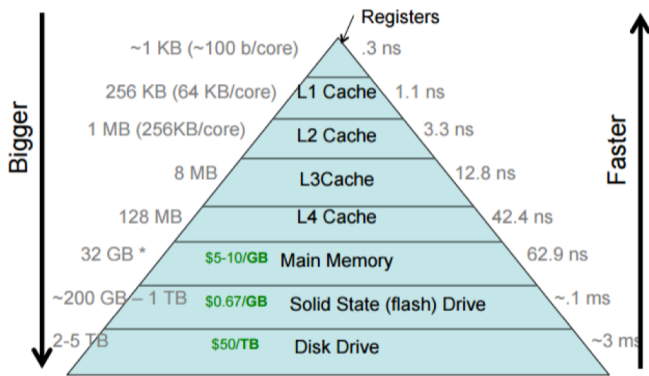 Registers
~1 KB (~100 b/core) .3 ns
256 KB (64 KB/core) L1 Cache 1.1 ns
1 MB (256KB/core) L2 Cache 3.3 ns
8 MB L3Cache 12.8 ns
128 MB L4 Cache 42.4 ns
32 GB * $5-10/GB Main Memory 62.9 ns
~200 GB – 1 TB $0.67/GB Solid State (flash) Drive ~.1 ms
2-5 TB $50/TB Disk Drive ~3 ms
Bigger
Faster